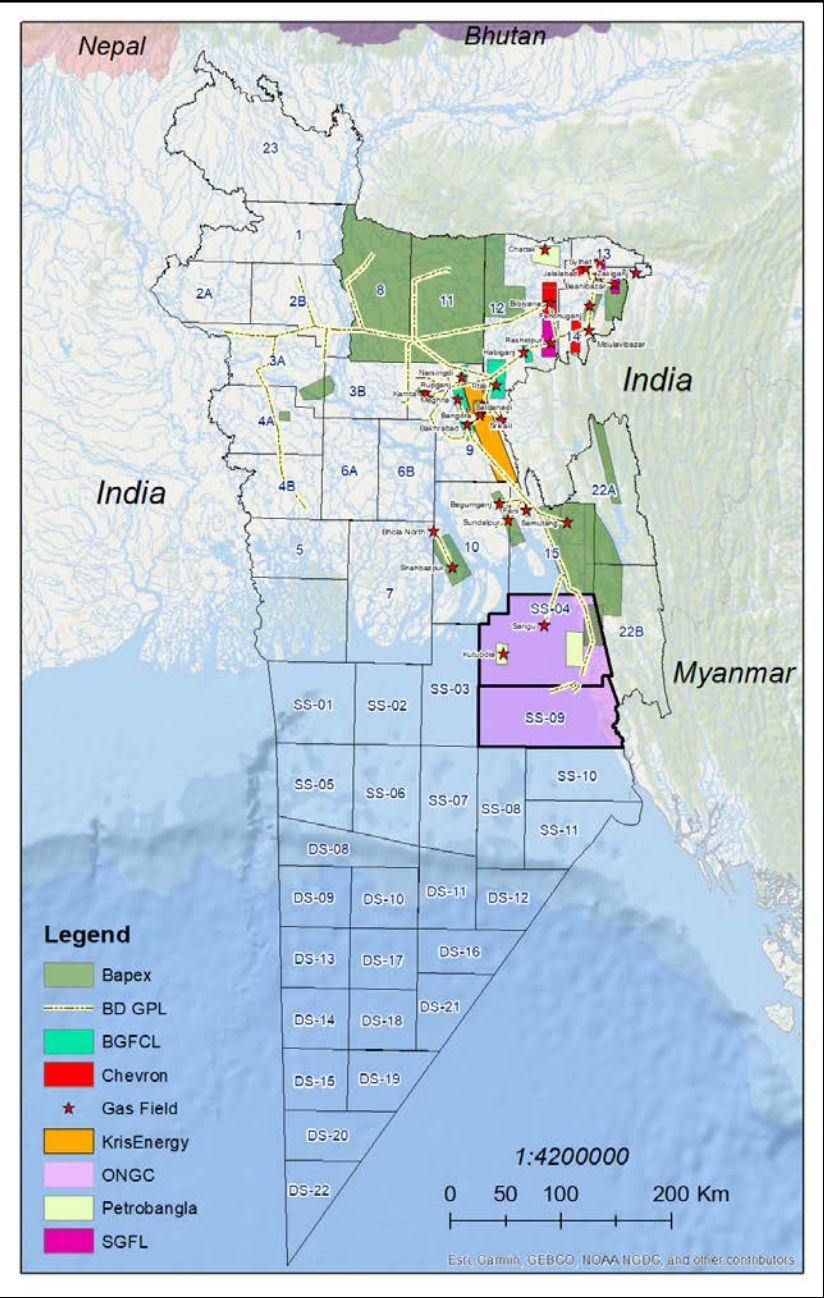 Nepal
Bhutan
23
1
Chattak
13
Sylhet
Jalalabad
Zakiganj
Beanibazar
2A
2B
8
11
12
Bibiyana
Fenchuganj
14
Rashidpur
Moulavibazar
Habiganj
3A
3B
Narsingdi
Rupganj
Titas
Kamta
Meghna
India
Saldanadi
Bangora
Srikail
Bakhrabad
4A
9
6A
6B
4B
India
22A
Begumganj
Feni
Sundalpur
Semutang
5
Bhola North
10
15
Shahbazpur
7
SS-04
Sangu
22B
Kutubdia
Myanmar
SS-01
SS-02
SS-03
SS-09
SS-05
SS-06
SS-07
SS-08
SS-10
SS-11
DS-08
DS-09
DS-10
DS-11
DS-12
DS-13
DS-17
DS-16
DS-14
DS-18
DS-21
DS-15
DS-19
DS-20
DS-22
Legend
Bapex
BD GPL
BGFCL
Chevron
Gas Field
KrisEnergy
ONGC
Petrobangla
SGFL
1:4200000
0 50 100 200 Km
Esri, Garmin, GEBCO, NOAA NGDC, and other contributors